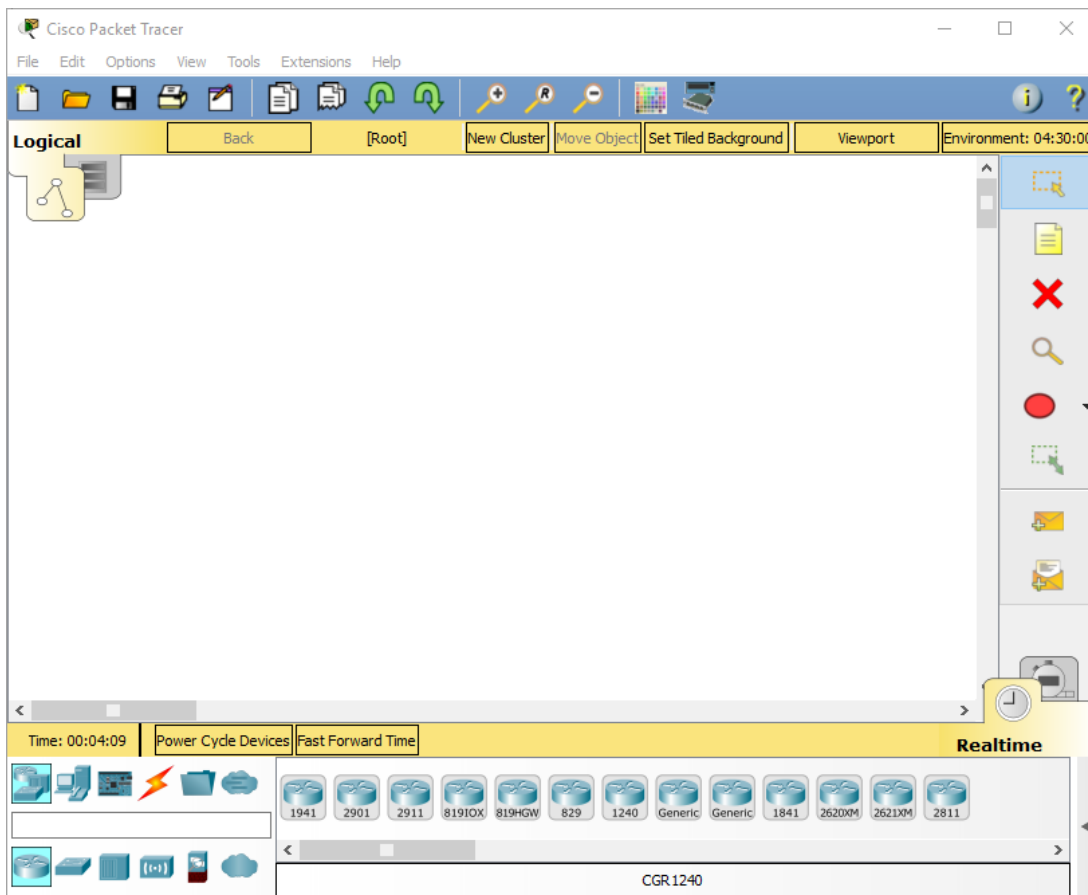 Cisco Packet Tracer
File Edit Options View Tools Extensions Help
Logical Back [Root] New Cluster Move Object Set Tiled Background Viewport Environment: 04:30:00
Time: 00:04:09 Power Cycle Devices Fast Forward Time
Realtime
1941 2901 2911 819IOX 819HGW 829 1240 Generic Generic 1841 2620XM 2621XM 2811
CGR1240